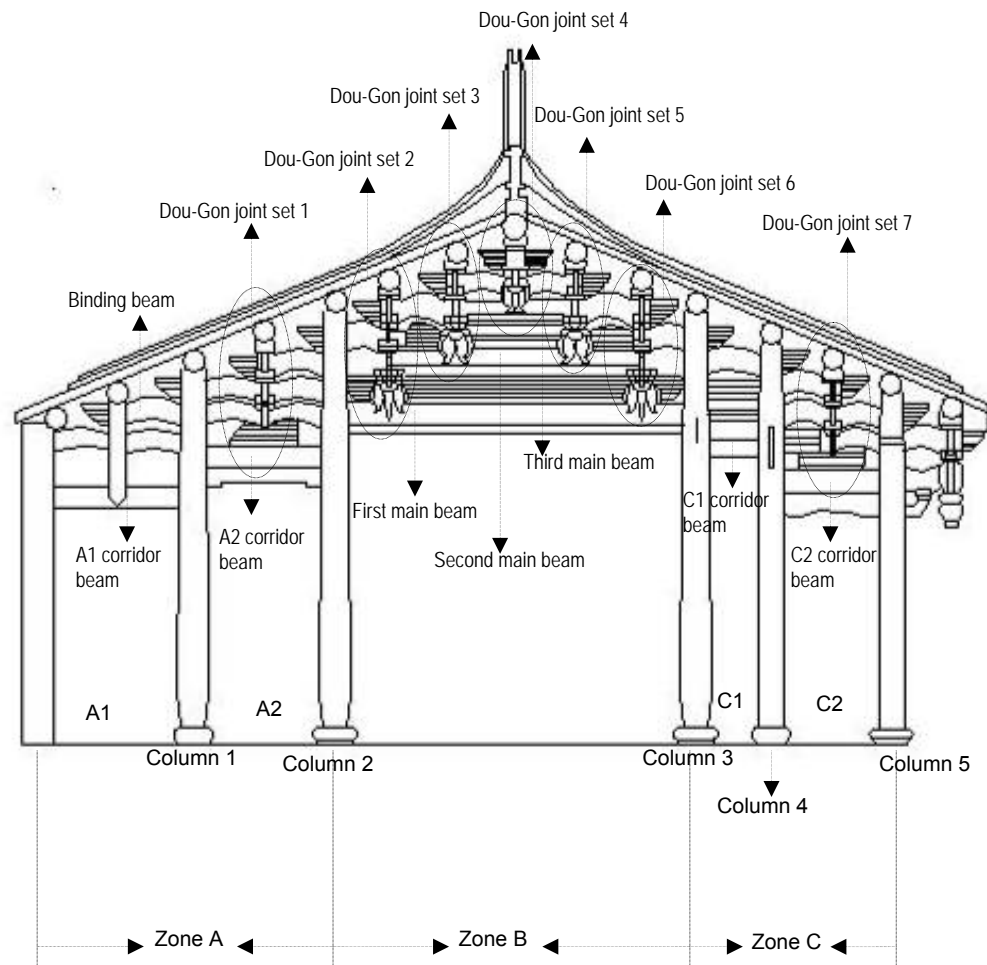 Dou-Gon joint set 4
Dou-Gon joint set 3
Dou-Gon joint set 5
Dou-Gon joint set 2
Dou-Gon joint set 6
Dou-Gon joint set 1
Dou-Gon joint set 7
Binding beam
Third main beam
First main beam
C1 corridor
beam
A2 corridor
beam
A1 corridor
beam
Second main beam
C2 corridor
beam
A1
A2
C1
C2
Column 1
Column 2
Column 3
Column 5
Column 4
Zone A
Zone B
Zone C